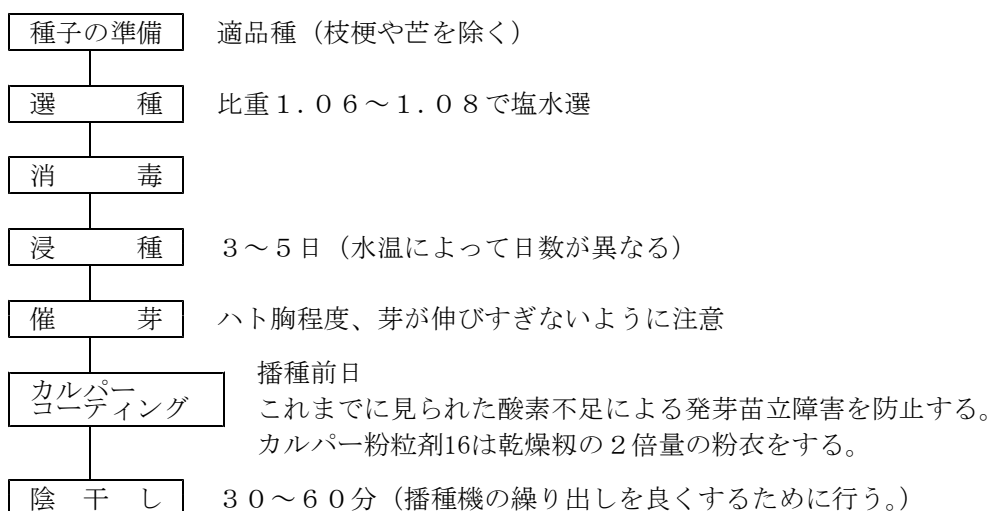 種子の準備　適品種（枝梗や芒を除く）
選　　種　比重１．０６～１．０８で塩水選
消　　毒
浸　　種　３～５日（水温によって日数が異なる）
催　　芽　ハト胸程度、芽が伸びすぎないように注意
カルパー
コーティング
播種前日
これまでに見られた酸素不足による発芽苗立障害を防止する。
カルパー粉粒剤16は乾燥籾の２倍量の粉衣をする。
陰　干　し　３０～６０分（播種機の繰り出しを良くするために行う。）